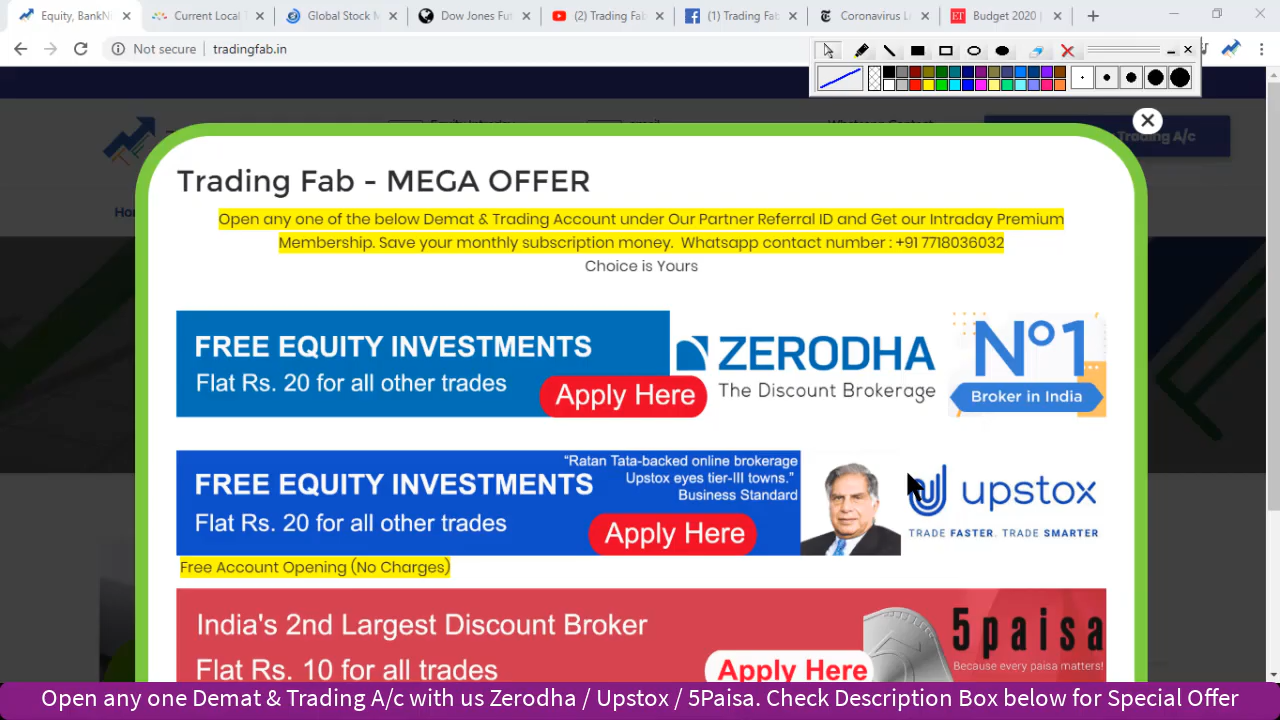 Equity, BankNi
Current Local T
Global Stock M
Dow Jones Fut
(2) Trading Fab
(1) Trading Fab
Coronavirus L
Budget 2020 |
Not secure
tradingfab.in
Trading A/c
Trading Fab - MEGA OFFER
Open any one of the below Demat & Trading Account under Our Partner Referral ID and Get our Intraday Premium
Membership. Save your monthly subscription money. Whatsapp contact number : +91 7718036032
Choice is Yours
FREE EQUITY INVESTMENTS
Flat Rs. 20 for all other trades
Apply Here
ZERODHA
The Discount Brokerage
Nº1
Broker in India
FREE EQUITY INVESTMENTS
Flat Rs. 20 for all other trades
"Ratan Tata-backed online brokerage
Upstox eyes tier-III towns."
Business Standard
Apply Here
upstox
TRADE FASTER. TRADE SMARTER
Free Account Opening (No Charges)
India's 2nd Largest Discount Broker
Flat Rs. 10 for all trades
Apply Here
5paisa
Because every paisa matters!
Open any one Demat & Trading A/c with us Zerodha / Upstox / 5Paisa. Check Description Box below for Special Offer